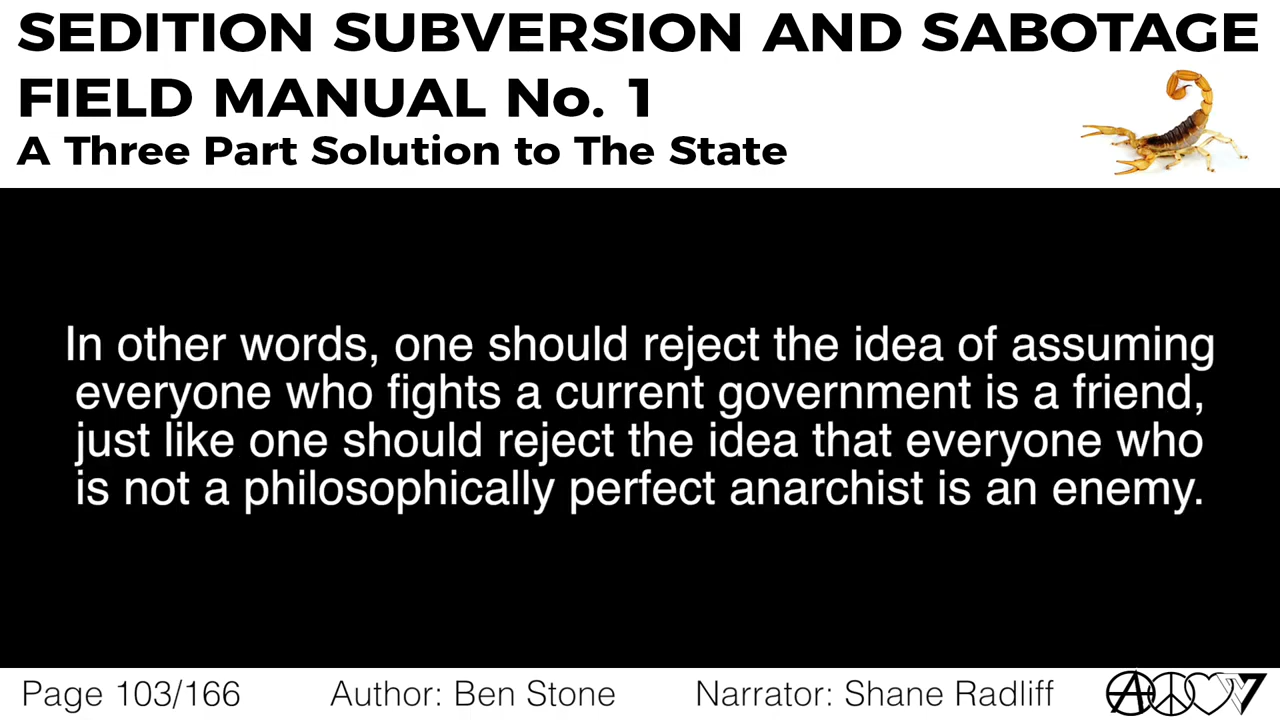 SEDITION SUBVERSION AND SABOTAGE
FIELD MANUAL No. 1
A Three Part Solution to The State
In other words, one should reject the idea of assuming
everyone who fights a current government is a friend,
just like one should reject the idea that everyone who
is not a philosophically perfect anarchist is an enemy.
Page 103/166 Author: Ben Stone Narrator: Shane Radliff